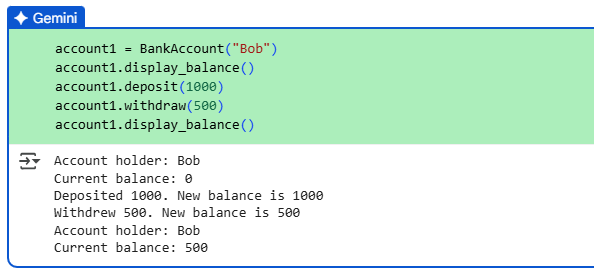 Gemini
account1 = BankAccount("Bob")
account1.display_balance()
account1.deposit(1000)
account1.withdraw(500)
account1.display_balance()
Account holder: Bob
Current balance: 0
Deposited 1000. New balance is 1000
Withdrew 500. New balance is 500
Account holder: Bob
Current balance: 500